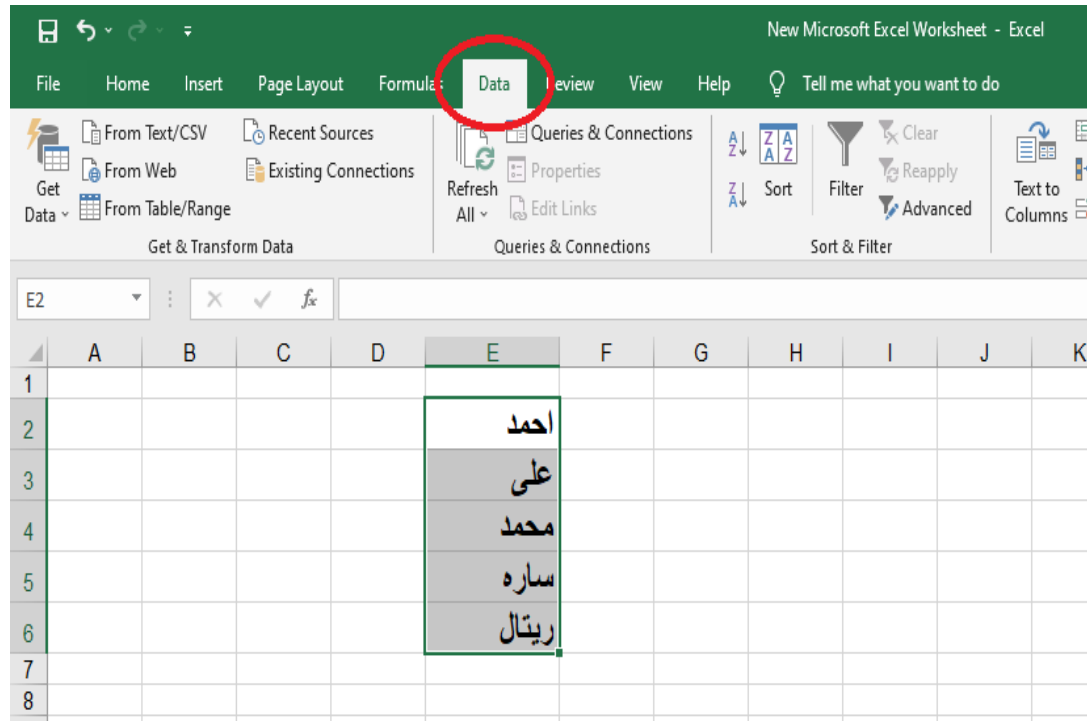 New Microsoft Excel Worksheet - Excel
File Home Insert Page Layout Formulas Data Review View Help Tell me what you want to do
From Text/CSV Recent Sources Queries & Connections Clear
From Web Existing Connections Properties Reapply
Get Data From Table/Range Refresh All Edit Links Sort Filter Advanced Text to Columns
Get & Transform Data Queries & Connections Sort & Filter
E2 fx
A B C D E F G H I J K
1
2 احمد
3 على
4 محمد
5 ساره
6 ريتال
7
8